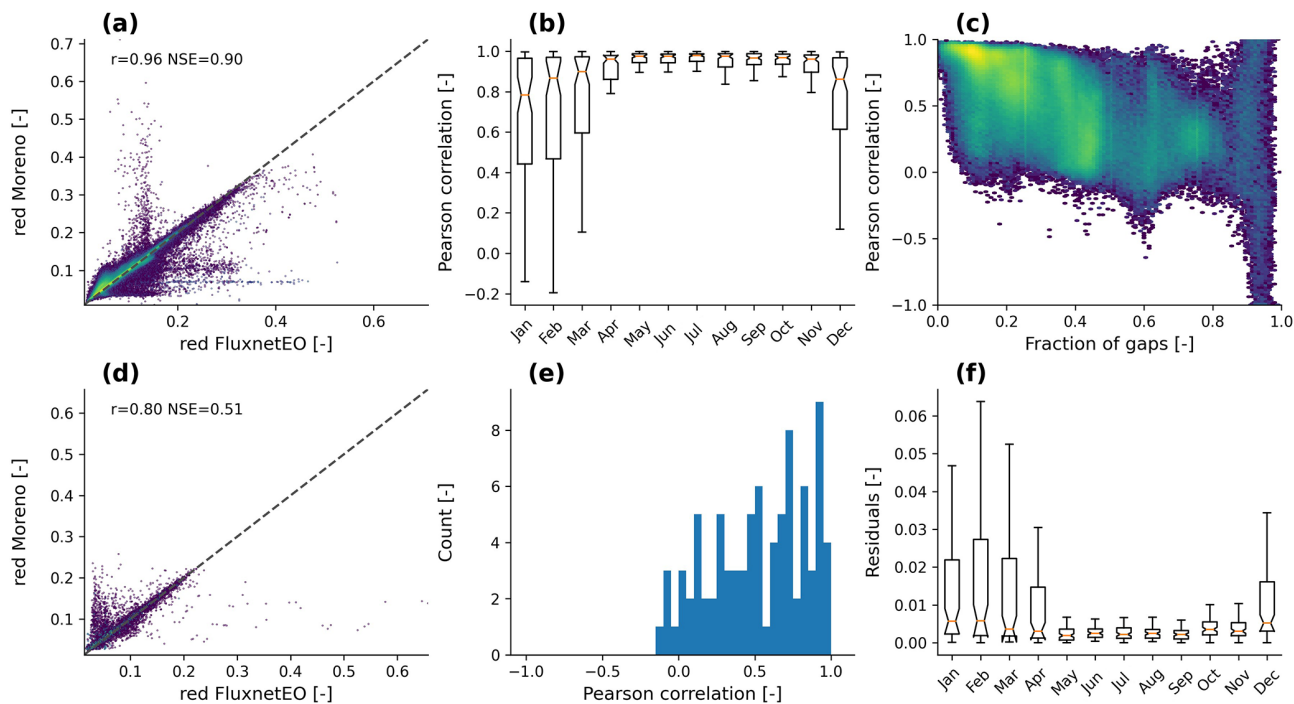 (a)
r=0.96 NSE=0.90
red Moreno [-]
0.7
0.6
0.5
0.4
0.3
0.2
0.1
0.2 0.4 0.6
red FluxnetEO [-]
(b)
Pearson correlation [-]
1.0
0.8
0.6
0.4
0.2
0.0
−0.2
Jan Feb Mar Apr May Jun Jul Aug Sep Oct Nov Dec
(c)
Pearson correlation [-]
1.0
0.5
0.0
−0.5
−1.0
0.0 0.2 0.4 0.6 0.8 1.0
Fraction of gaps [-]
(d)
r=0.80 NSE=0.51
red Moreno [-]
0.6
0.5
0.4
0.3
0.2
0.1
0.1 0.2 0.3 0.4 0.5 0.6
red FluxnetEO [-]
(e)
Count [-]
8
6
4
2
0
−1.0 −0.5 0.0 0.5 1.0
Pearson correlation [-]
(f)
Residuals [-]
0.06
0.05
0.04
0.03
0.02
0.01
0.00
Jan Feb Mar Apr May Jun Jul Aug Sep Oct Nov Dec